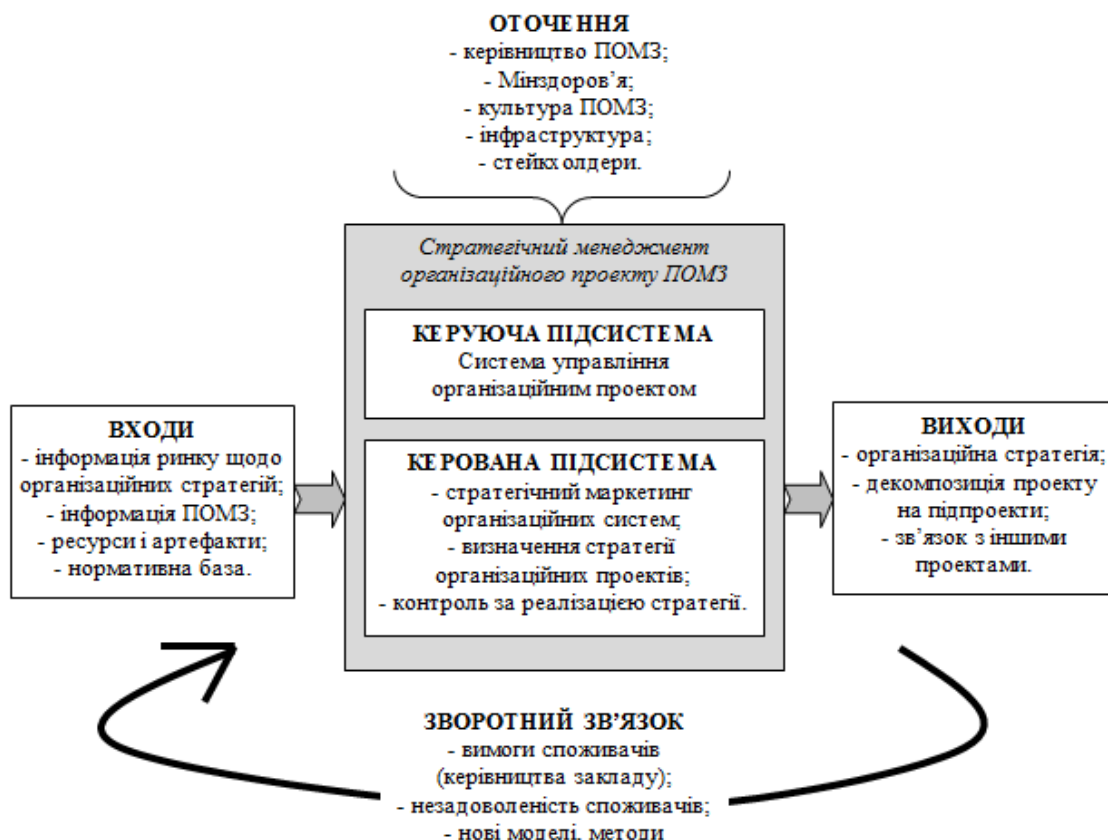 ОТОЧЕННЯ
- керівництво ПОМЗ;
- Мінздоров’я;
- культура ПОМЗ;
- інфраструктура;
- стейкхолдери.
Стратегічний менеджмент
організаційного проекту ПОМЗ
КЕРУЮЧА ПІДСИСТЕМА
Система управління
організаційним проектом
ВХОДИ
- інформація ринку щодо
організаційних стратегій;
- інформація ПОМЗ;
- ресурси і артефакти;
- нормативна база.
КЕРОВАНА ПІДСИСТЕМА
- стратегічний маркетинг
організаційних систем;
- визначення стратегії
організаційних проектів;
- контроль за реалізацією стратегії.
ВИХОДИ
- організаційна стратегія;
- декомпозиція проекту
на підпроекти;
- зв’язок з іншими
проектами.
ЗВОРОТНИЙ ЗВ’ЯЗОК
- вимоги споживачів
(керівництва закладу);
- незадоволеність споживачів;
- нові моделі, методи